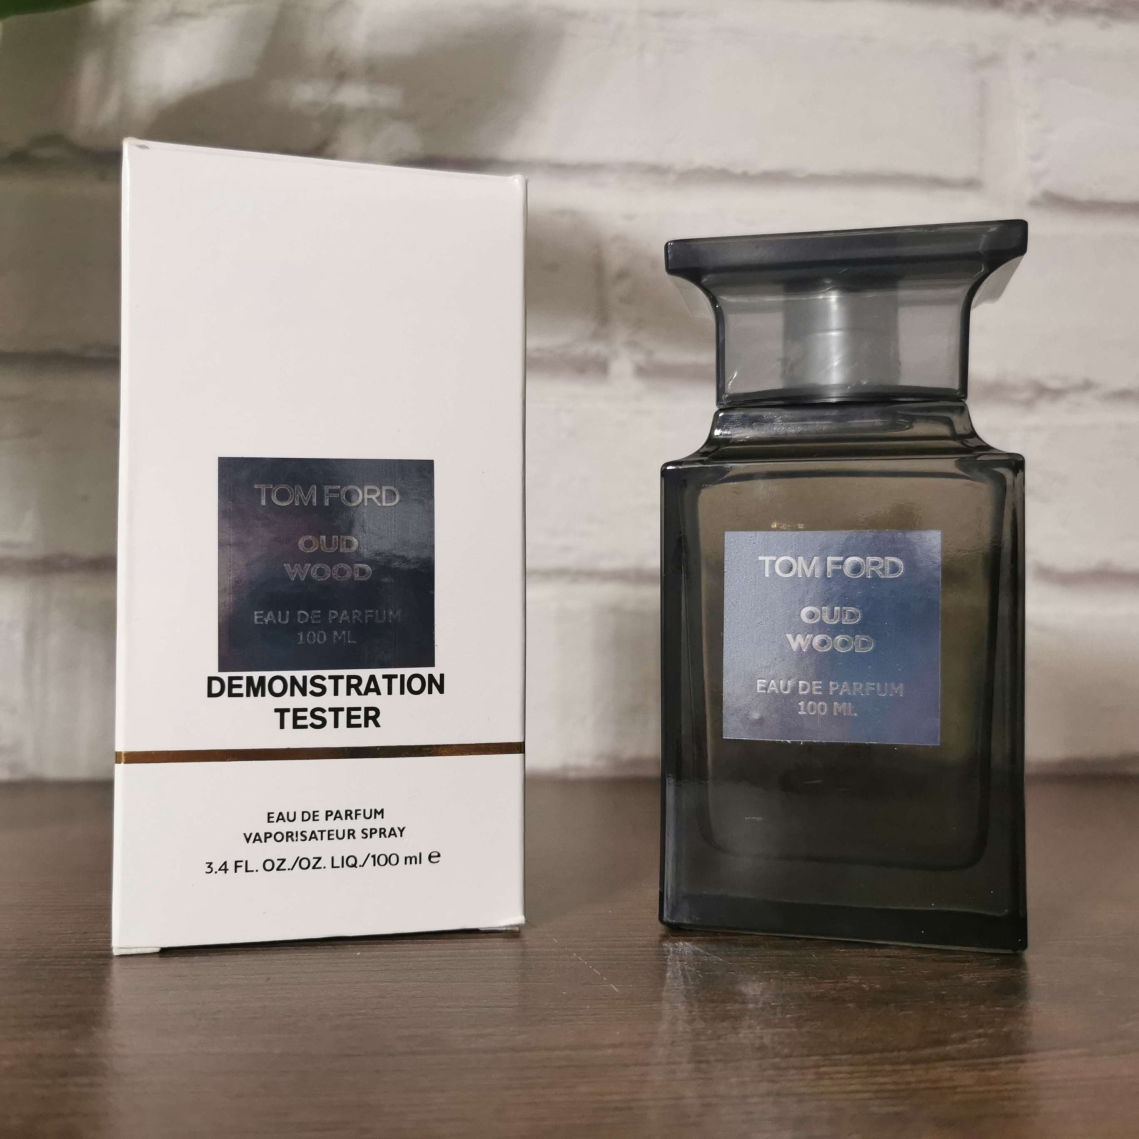 TOM FORD
OUD
WOOD
EAU DE PARFUM
100 ML
DEMONSTRATION
TESTER
EAU DE PARFUM
VAPORISATEUR SPRAY
3.4 FL. OZ./OZ. LIQ./100 ml e
TOM FORD
OUD
WOOD
EAU DE PARFUM
100 ML